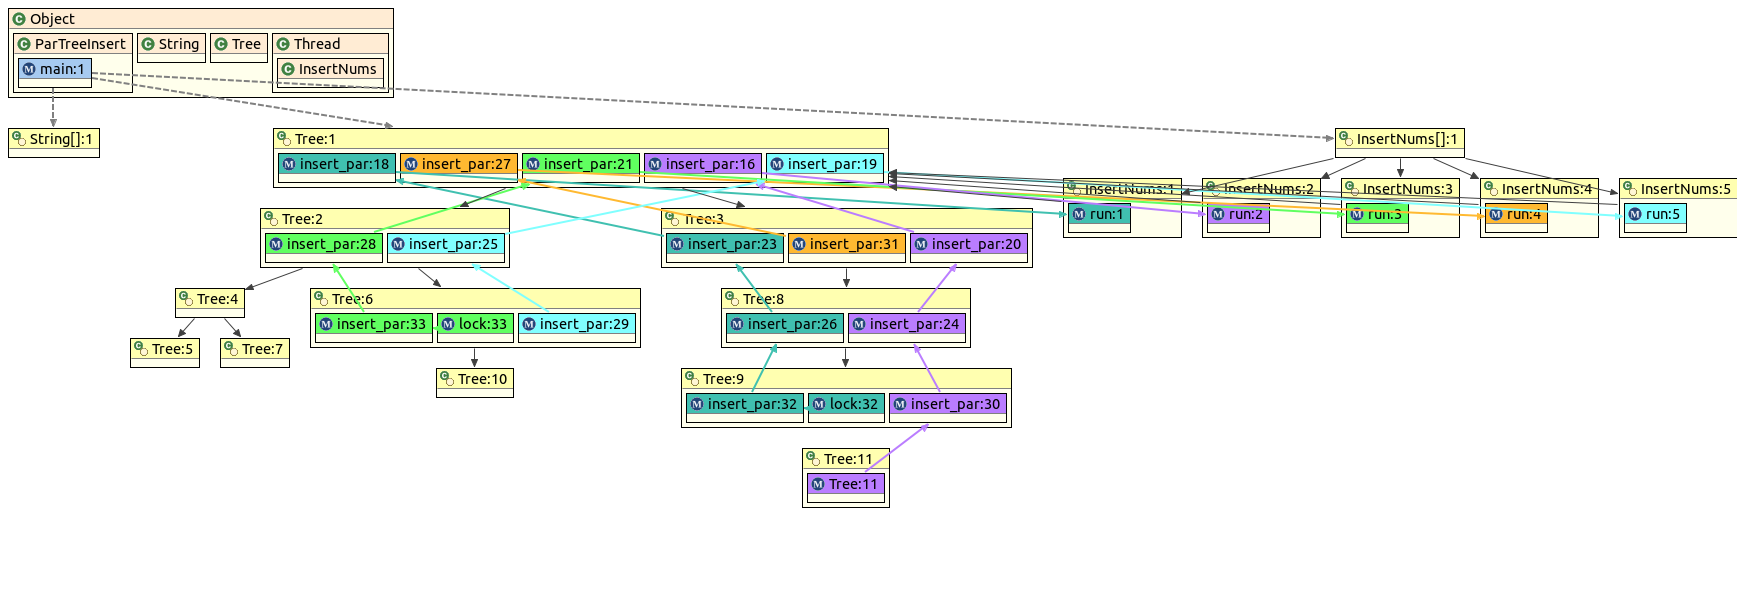 Object
ParTreeInsert String Tree Thread
main:1 InsertNums
String[]:1 Tree:1 InsertNums[]:1
insert_par:18 insert_par:27 insert_par:21 insert_par:16 insert_par:19
InsertNums:1 InsertNums:2 InsertNums:3 InsertNums:4 InsertNums:5
run:1 run:2 run:3 run:4 run:5
Tree:2 Tree:3
insert_par:28 insert_par:25 insert_par:23 insert_par:31 insert_par:20
Tree:4 Tree:6 Tree:8
insert_par:33 lock:33 insert_par:29 insert_par:26 insert_par:24
Tree:5 Tree:7
Tree:10 Tree:9
insert_par:32 lock:32 insert_par:30
Tree:11
Tree:11